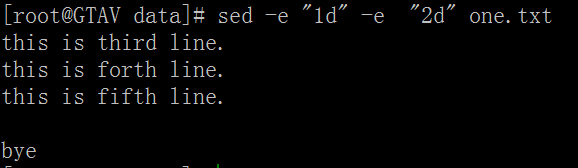 [root@GTAV data]# sed -e "1d" -e  "2d" one.txt
this is third line.
this is forth line.
this is fifth line.

bye